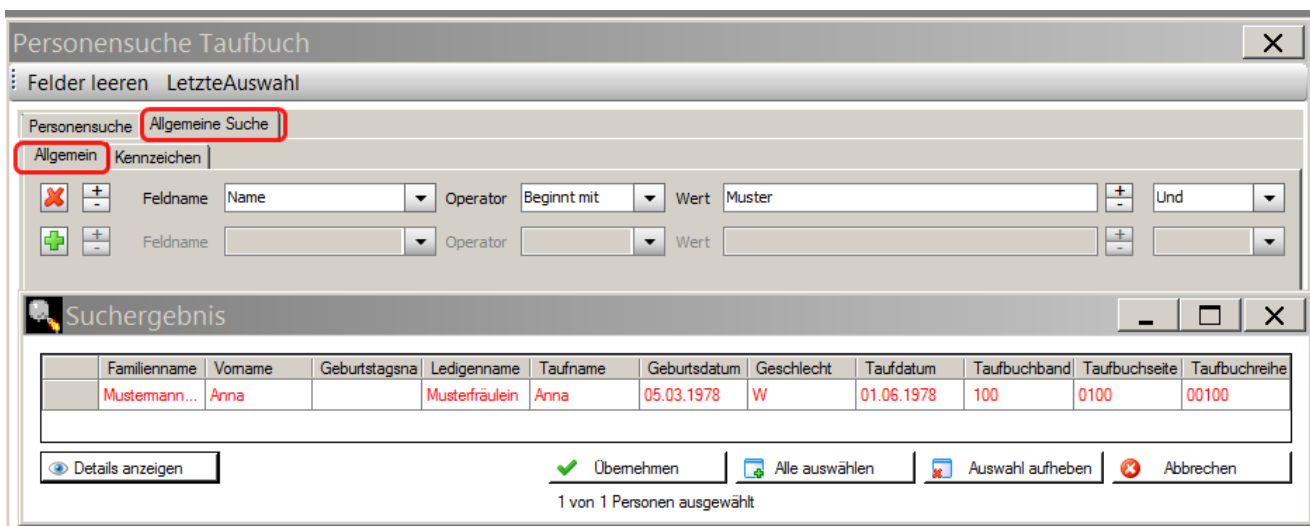 Personensuche Taufbuch
Felder leeren LetzteAuswahl
Personensuche Allgemeine Suche
Allgemein Kennzeichen
+ - Feldname Name Operator Beginnt mit Wert Muster + - Und
+ - Feldname Operator Wert + -
Suchergebnis
Familienname Vorname Geburtstagsna Ledigenname Taufname Geburtsdatum Geschlecht Taufdatum Taufbuchband Taufbuchseite Taufbuchreihe
Mustermann... Anna Musterfräulein Anna 05.03.1978 W 01.06.1978 100 0100 00100
Details anzeigen Übernehmen Alle auswählen Auswahl aufheben Abbrechen
1 von 1 Personen ausgewählt